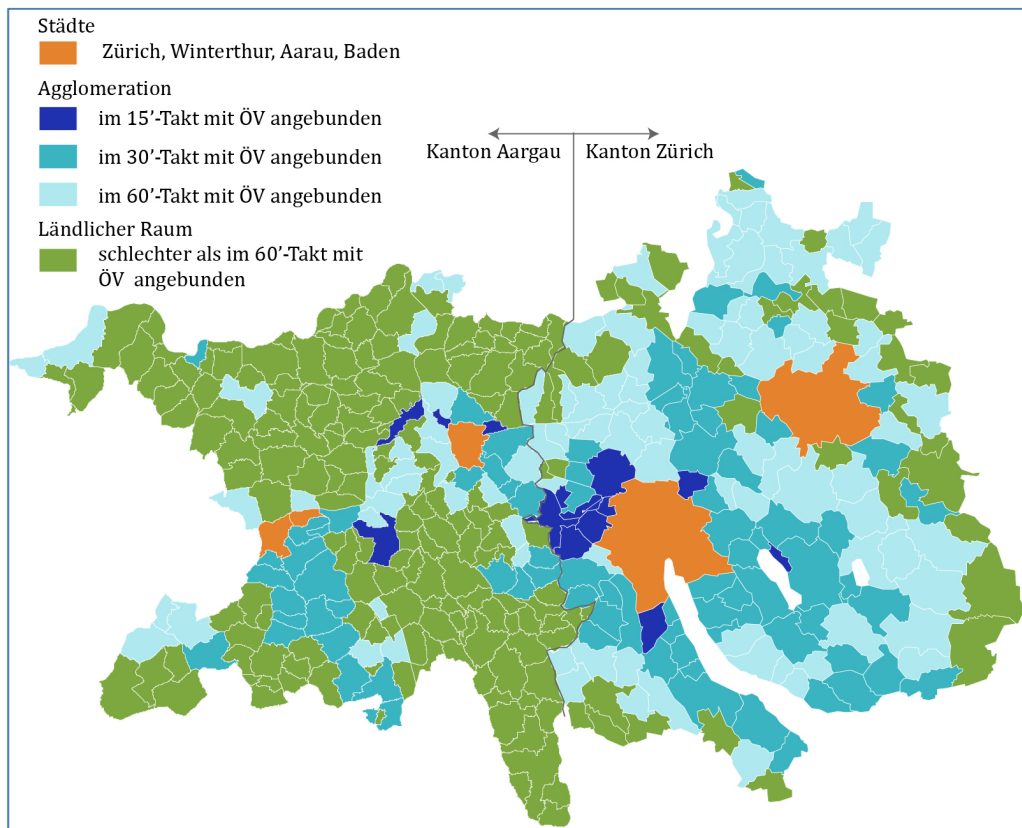 Städte
Zürich, Winterthur, Aarau, Baden
Agglomeration
im 15’-Takt mit ÖV angebunden
im 30’-Takt mit ÖV angebunden
im 60’-Takt mit ÖV angebunden
Ländlicher Raum
schlechter als im 60’-Takt mit
ÖV angebunden
Kanton Aargau
Kanton Zürich